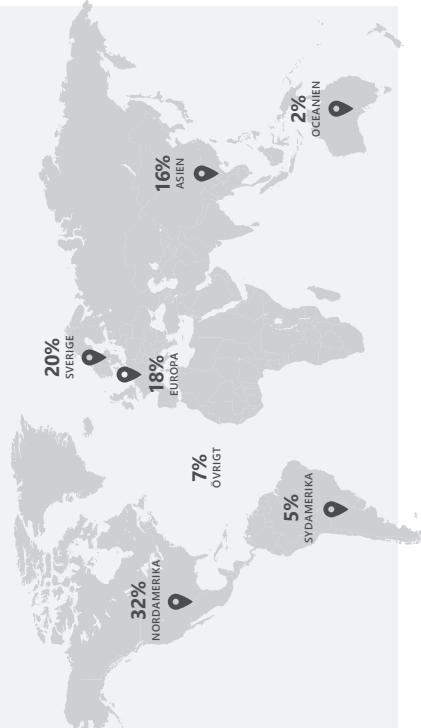 20%
SVERIGE
16%
ASIEN
2%
OCEANIEN
18%
EUROPA
32%
NORDAMERIKA
7%
ÖVRIGT
5%
SYDAMERIKA